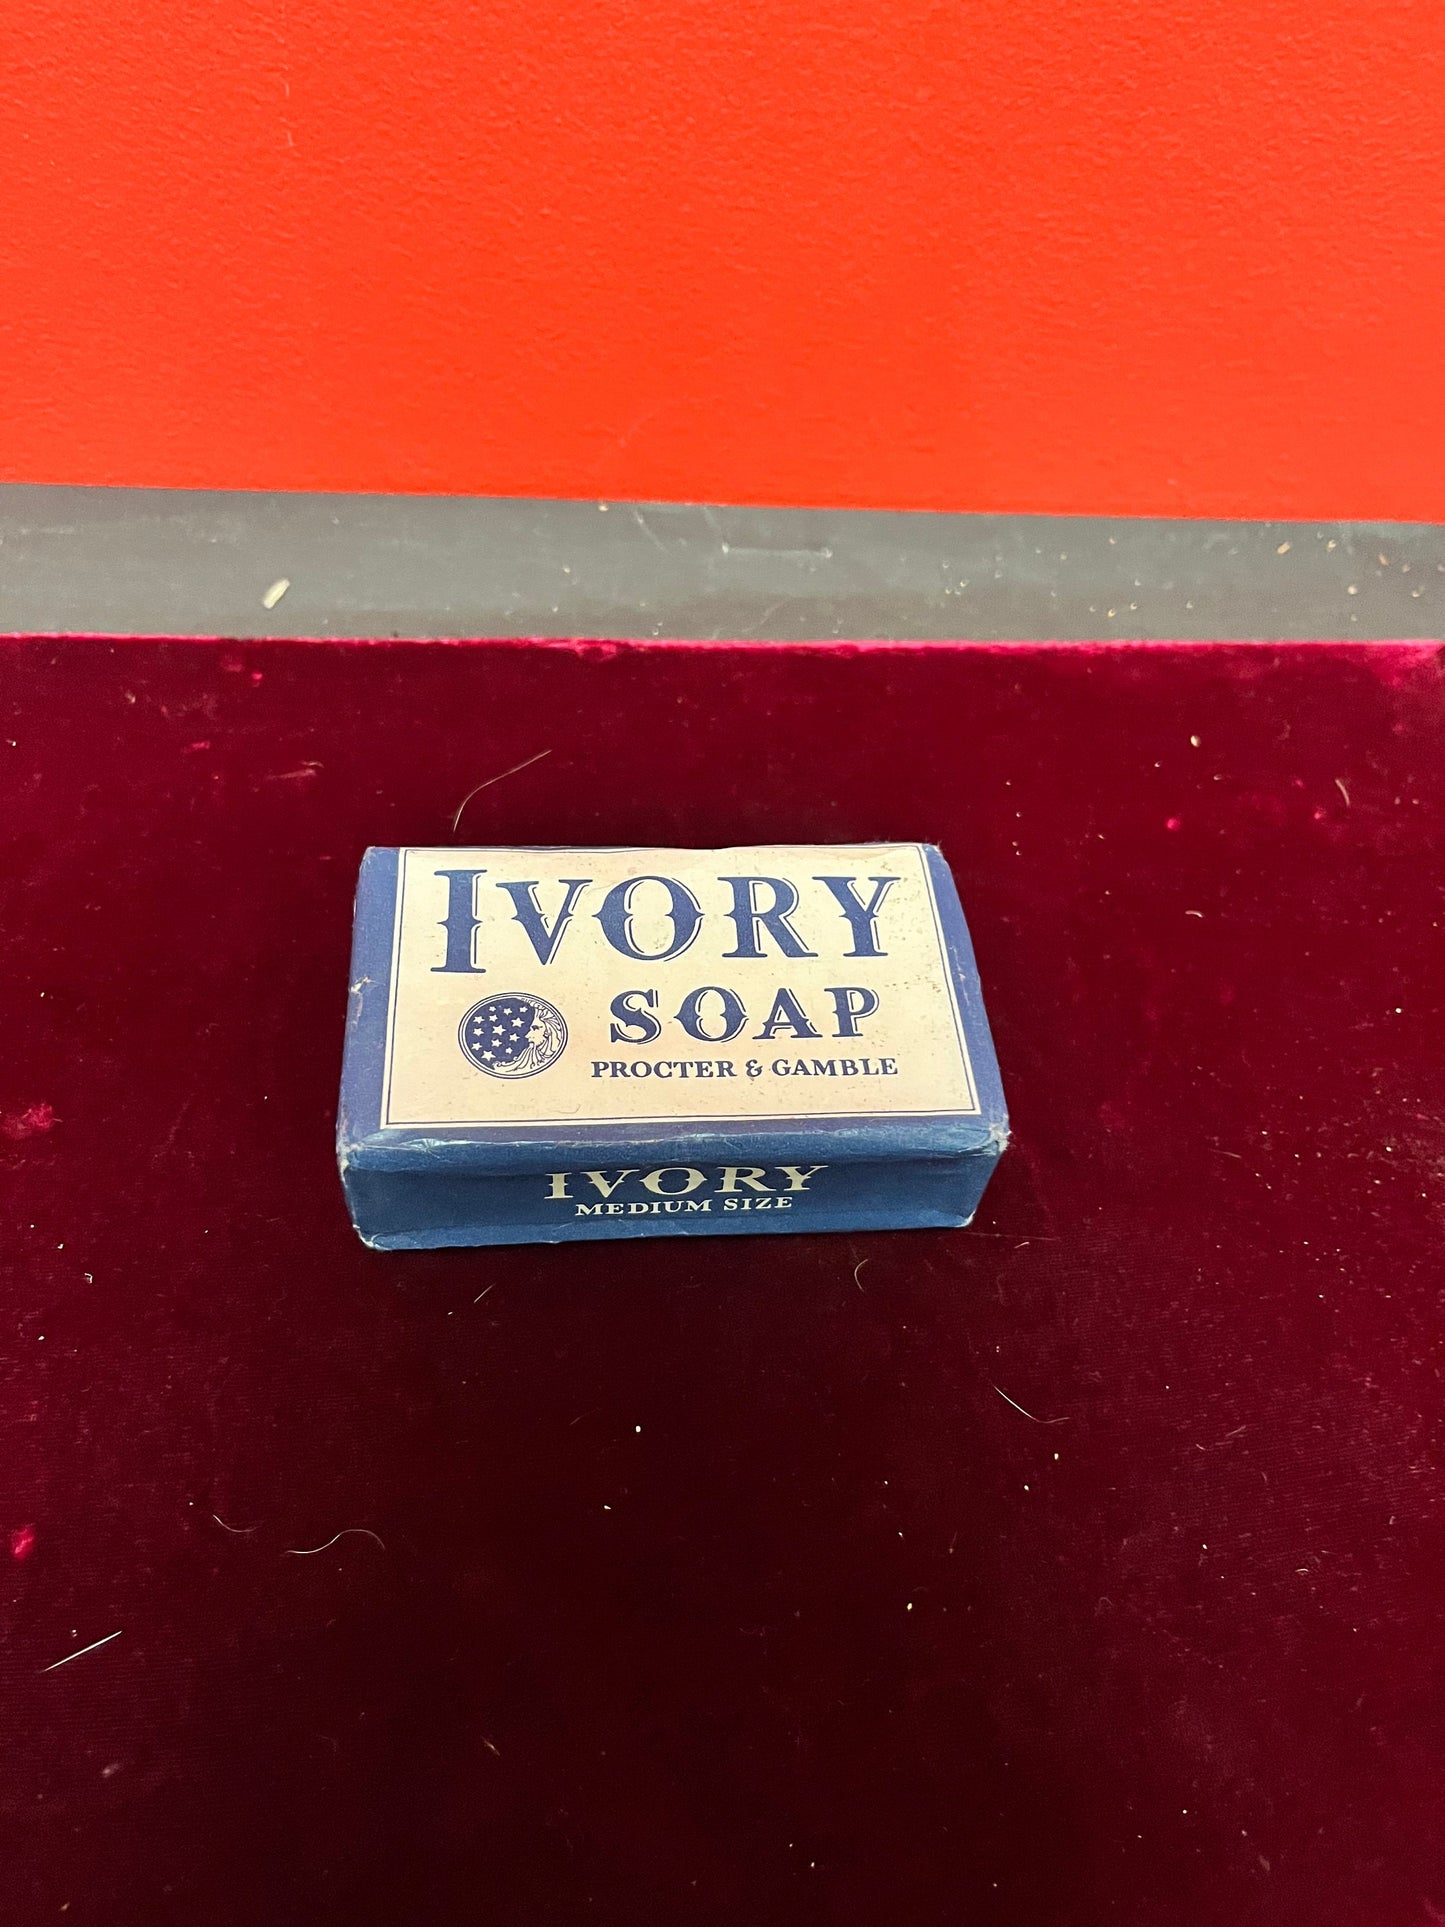 IVORY
SOAP
PROCTER & GAMBLE
IVORY
MEDIUM SIZE